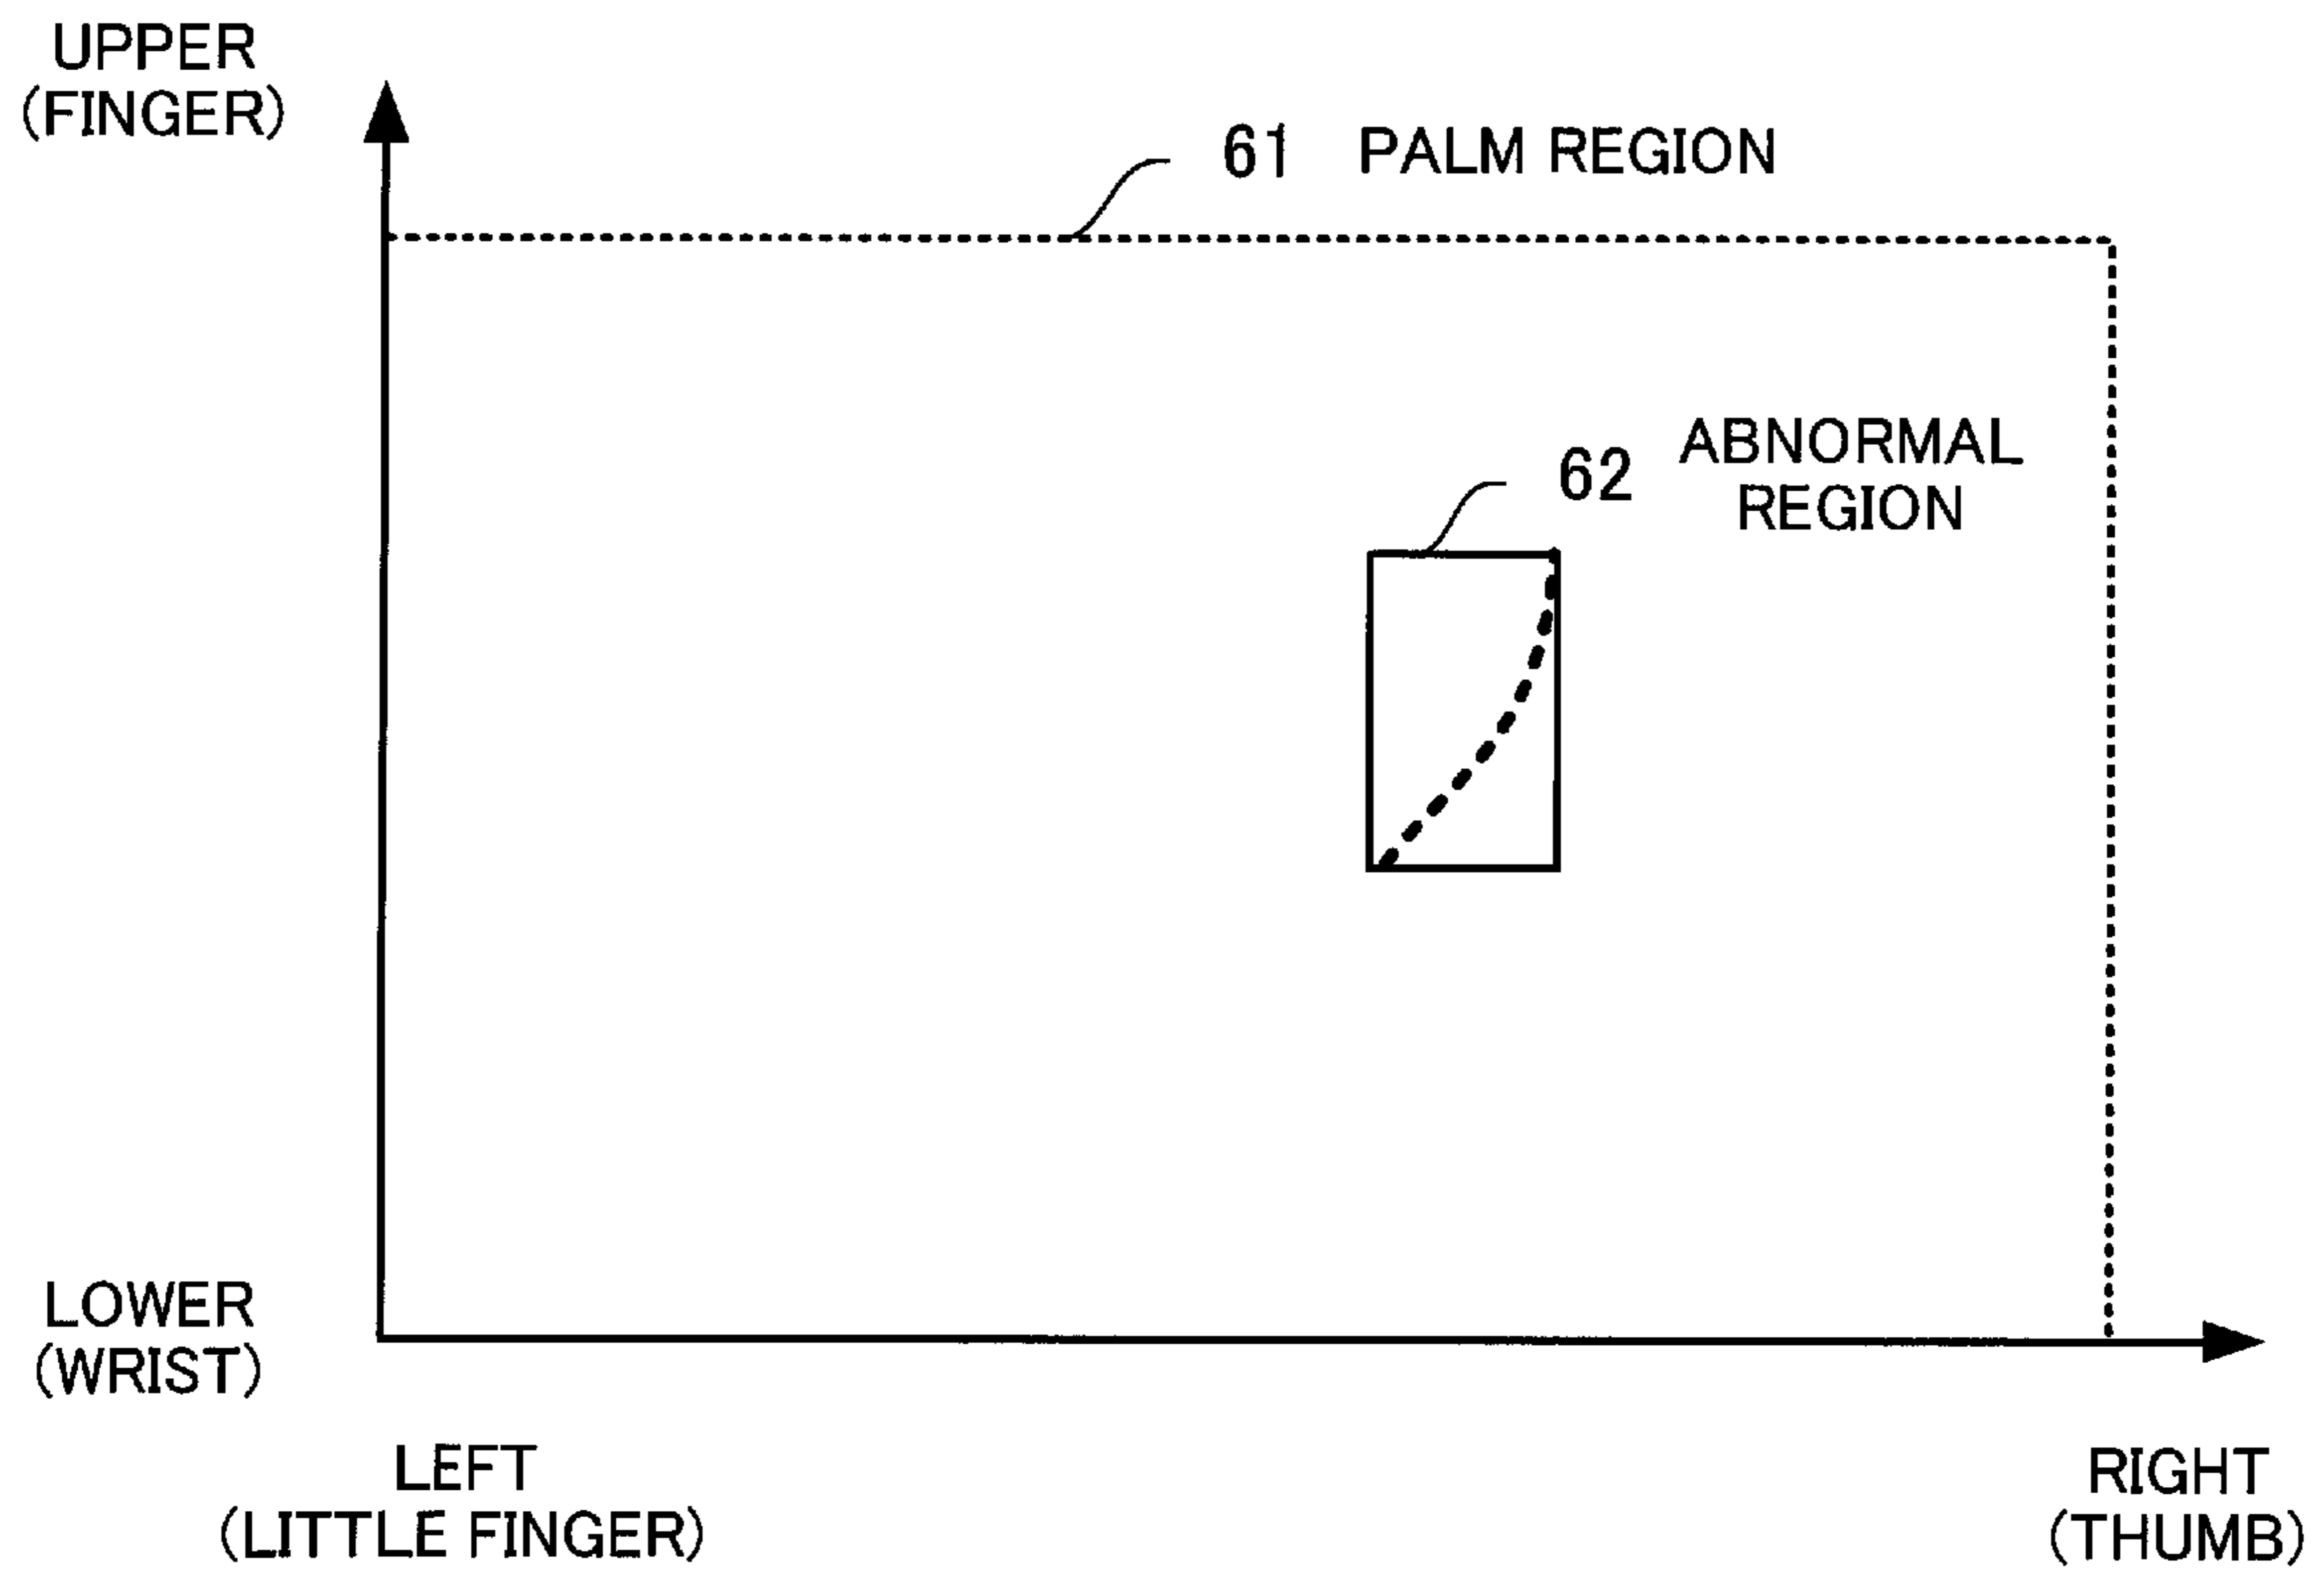 UPPER
(FINGER)
61 PALM REGION
62 ABNORMAL
REGION
LOWER
(WRIST)
LEFT
(LITTLE FINGER)
RIGHT
(THUMB)